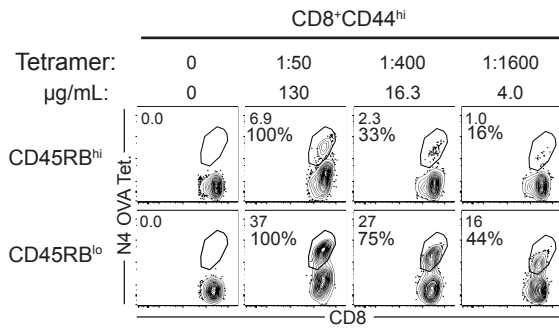 CD8⁺CD44ʰⁱ
Tetramer: 0 1:50 1:400 1:1600
µg/mL: 0 130 16.3 4.0
0.0 6.9 2.3 1.0
100% 33% 16%
CD45RBʰⁱ
N4 OVA Tet.
0.0 37 27 16
100% 75% 44%
CD45RBˡᵒ
CD8